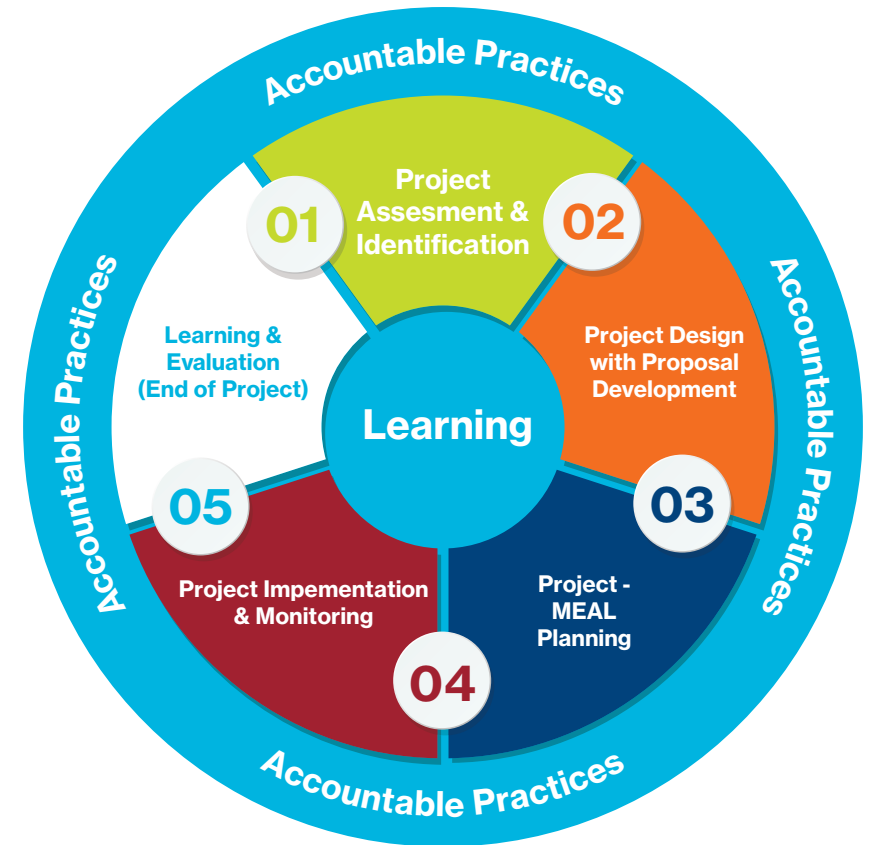 Accountable Practices
01
Project
Assesment &
Identification
02
Project Design
with Proposal
Development
03
Project -
MEAL
Planning
04
Project Impementation
& Monitoring
05
Learning &
Evaluation
(End of Project)
Learning
Accountable Practices
Accountable Practices
Accountable Practices